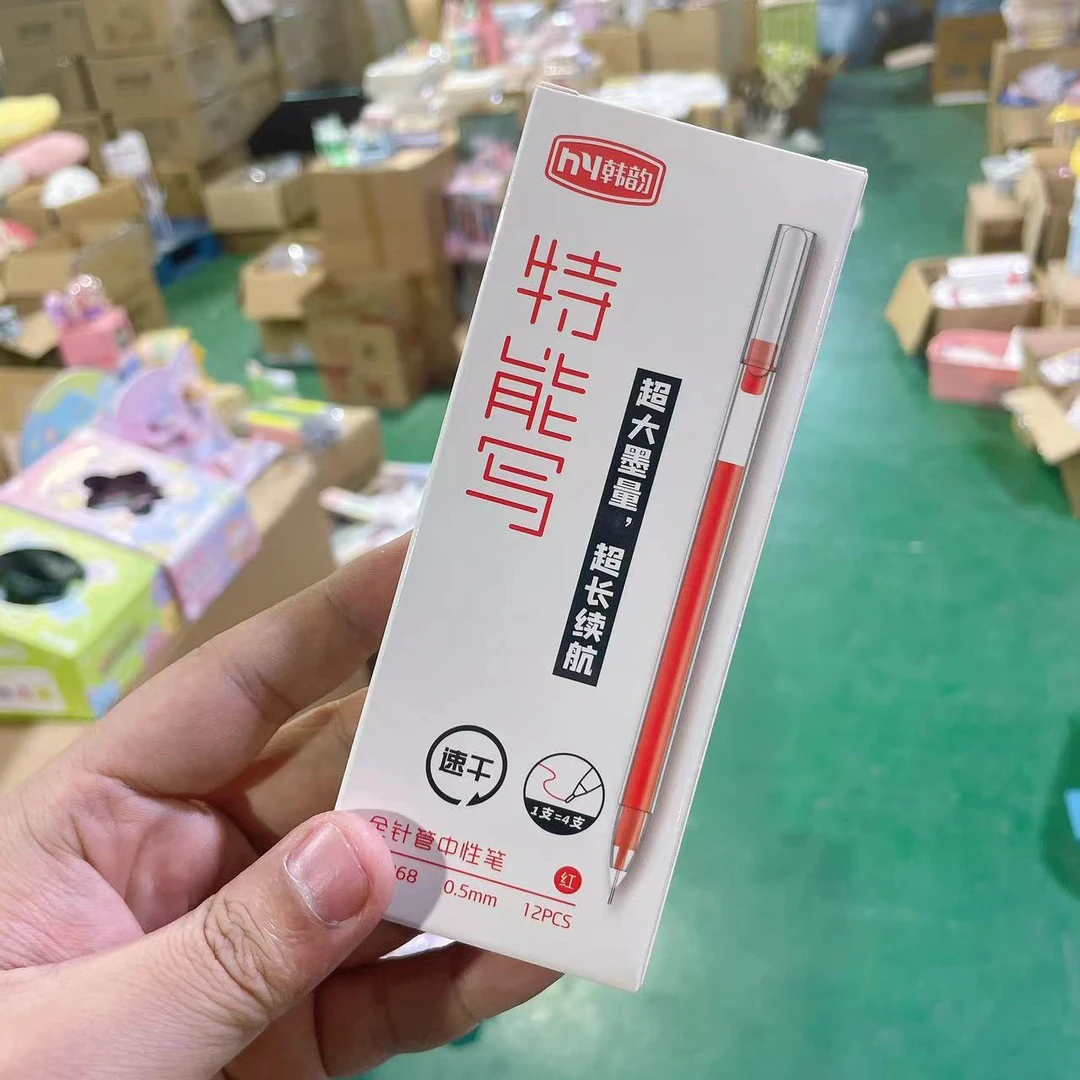 hy韩韵
特能写
超大墨量，超长续航
速干
1支=4支
全针管中性笔
红
68 0.5mm 12PCS